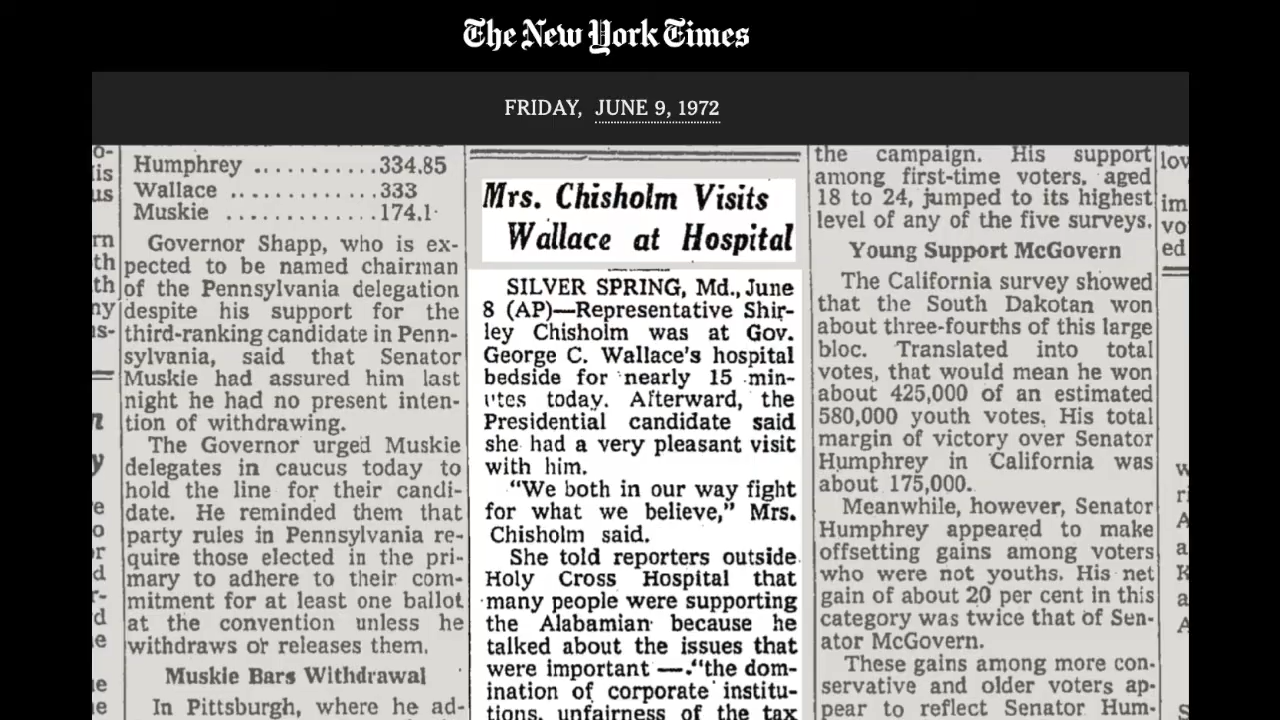 The New York Times
FRIDAY, JUNE 9, 1972
Humphrey ..........334.85
Wallace ...........333
Muskie ............174.1
Governor Shapp, who is ex-
pected to be named chairman
of the Pennsylvania delegation
despite his support for the
third-ranking candidate in Penn-
sylvania, said that Senator
Muskie had assured him last
night he had no present inten-
tion of withdrawing.
The Governor urged Muskie
delegates in caucus today to
hold the line for their candi-
date. He reminded them that
party rules in Pennsylvania re-
quire those elected in the pri-
mary to adhere to their com-
mitment for at least one ballot
at the convention unless he
withdraws or releases them.
Muskie Bars Withdrawal
In Pittsburgh, where he ad-
Mrs. Chisholm Visits
Wallace at Hospital
SILVER SPRING, Md., June
8 (AP)—Representative Shir-
ley Chisholm was at Gov.
George C. Wallace's hospital
bedside for nearly 15 min-
utes today. Afterward, the
Presidential candidate said
she had a very pleasant visit
with him.
"We both in our way fight
for what we believe," Mrs.
Chisholm said.
She told reporters outside
Holy Cross Hospital that
many people were supporting
the Alabamian because he
talked about the issues that
were important — "the dom-
ination of corporate institu-
tions, unfairness of the tax
the campaign. His support
among first-time voters, aged
18 to 24, jumped to its highest
level of any of the five surveys.
Young Support McGovern
The California survey showed
that the South Dakotan won
about three-fourths of this large
bloc. Translated into total
votes, that would mean he won
about 425,000 of an estimated
580,000 youth votes. His total
margin of victory over Senator
Humphrey in California was
about 175,000.
Meanwhile, however, Senator
Humphrey appeared to make
offsetting gains among voters
who were not youths. His net
gain of about 20 per cent in this
category was twice that of Sen-
ator McGovern.
These gains among more con-
servative and older voters ap-
pear to reflect Senator Hum-